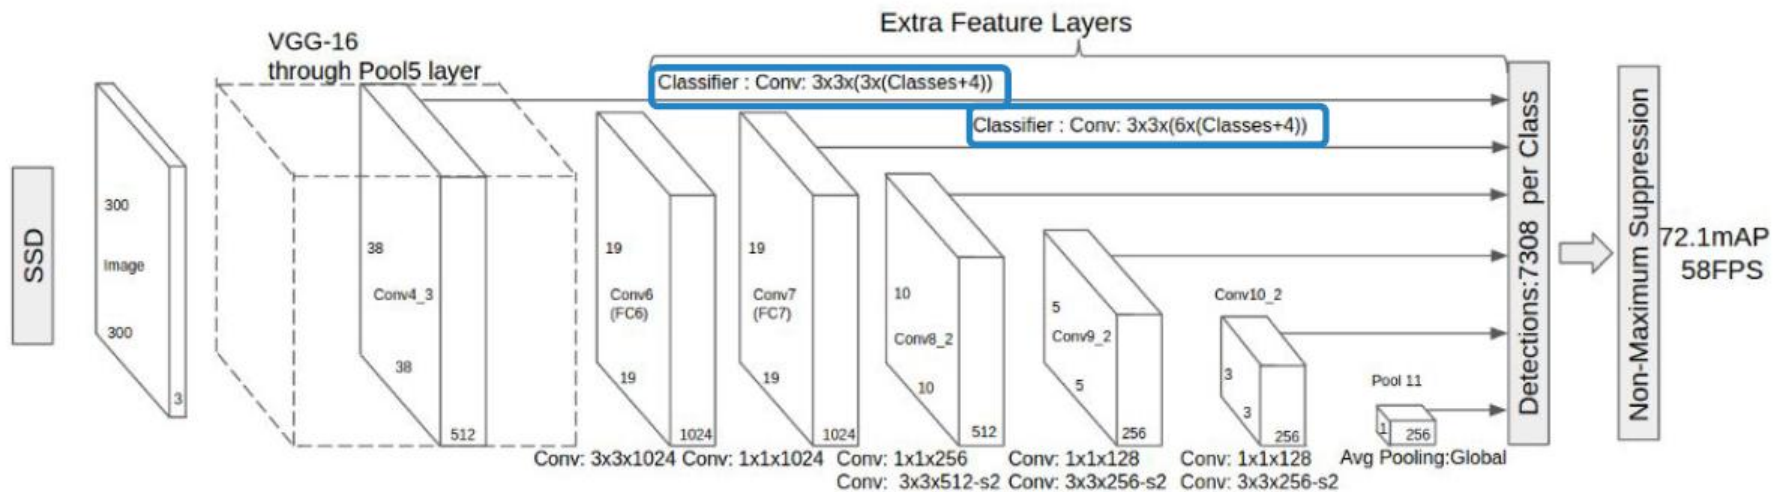 Extra Feature Layers
VGG-16
through Pool5 layer
Classifier : Conv: 3x3x(3x(Classes+4))
Classifier : Conv: 3x3x(6x(Classes+4))
SSD
300
Image
300
3
38
Conv4_3
38
512
19
Conv6
(FC6)
19
1024
19
Conv7
(FC7)
19
1024
10
Conv8_2
10
512
5
Conv9_2
5
256
Conv10_2
3
3
256
Pool 11
1
256
Conv: 3x3x1024
Conv: 1x1x1024
Conv: 1x1x256
Conv: 3x3x512-s2
Conv: 1x1x128
Conv: 3x3x256-s2
Conv: 1x1x128
Conv: 3x3x256-s2
Avg Pooling:Global
Detections:7308 per Class
Non-Maximum Suppression
72.1mAP
58FPS